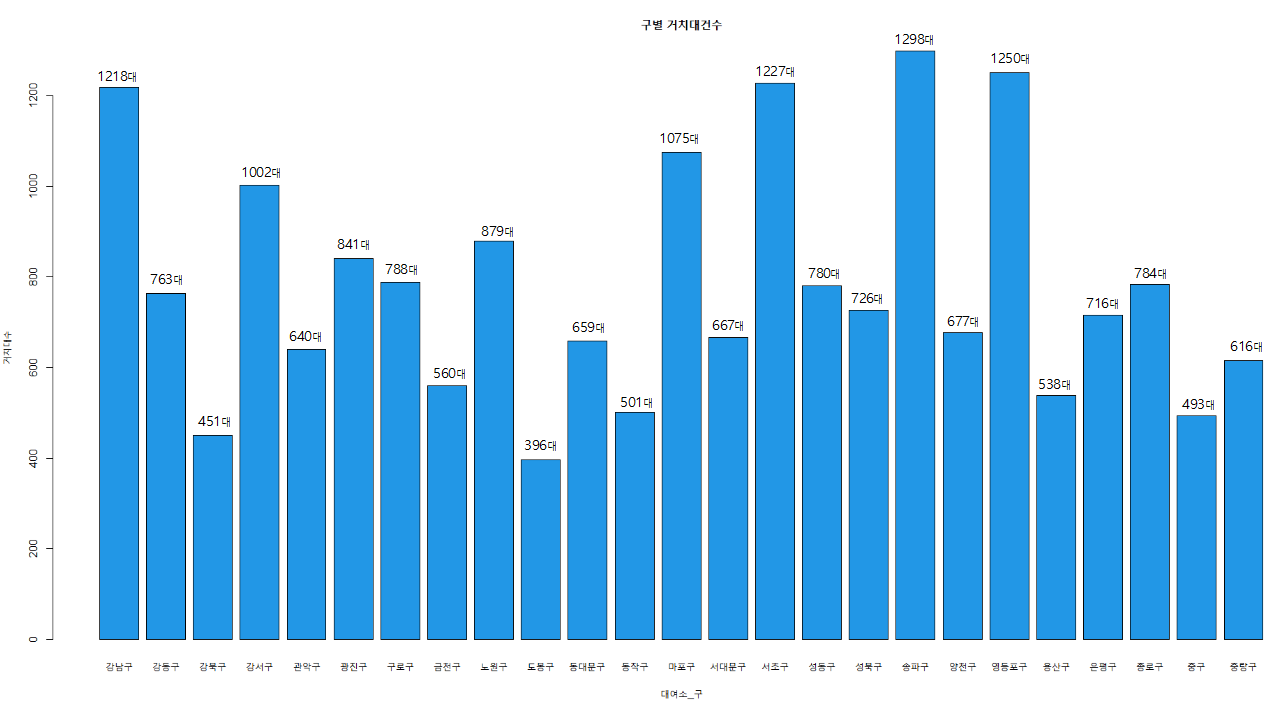 구별 거치대건수
1218대
763대
451대
1002대
640대
841대
788대
560대
879대
396대
659대
501대
1075대
667대
1227대
780대
726대
1298대
677대
1250대
538대
716대
784대
493대
616대
거치대수
1200
1000
800
600
400
200
0
강남구 강동구 강북구 강서구 관악구 광진구 구로구 금천구 노원구 도봉구 동대문구 동작구 마포구 서대문구 서초구 성동구 성북구 송파구 양천구 영등포구 용산구 은평구 종로구 중구 중랑구
대여소_구